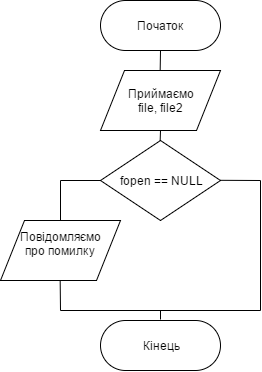 Початок
Приймаємо
file, file2
fopen == NULL
Повідомляємо
про помилку
Кінець